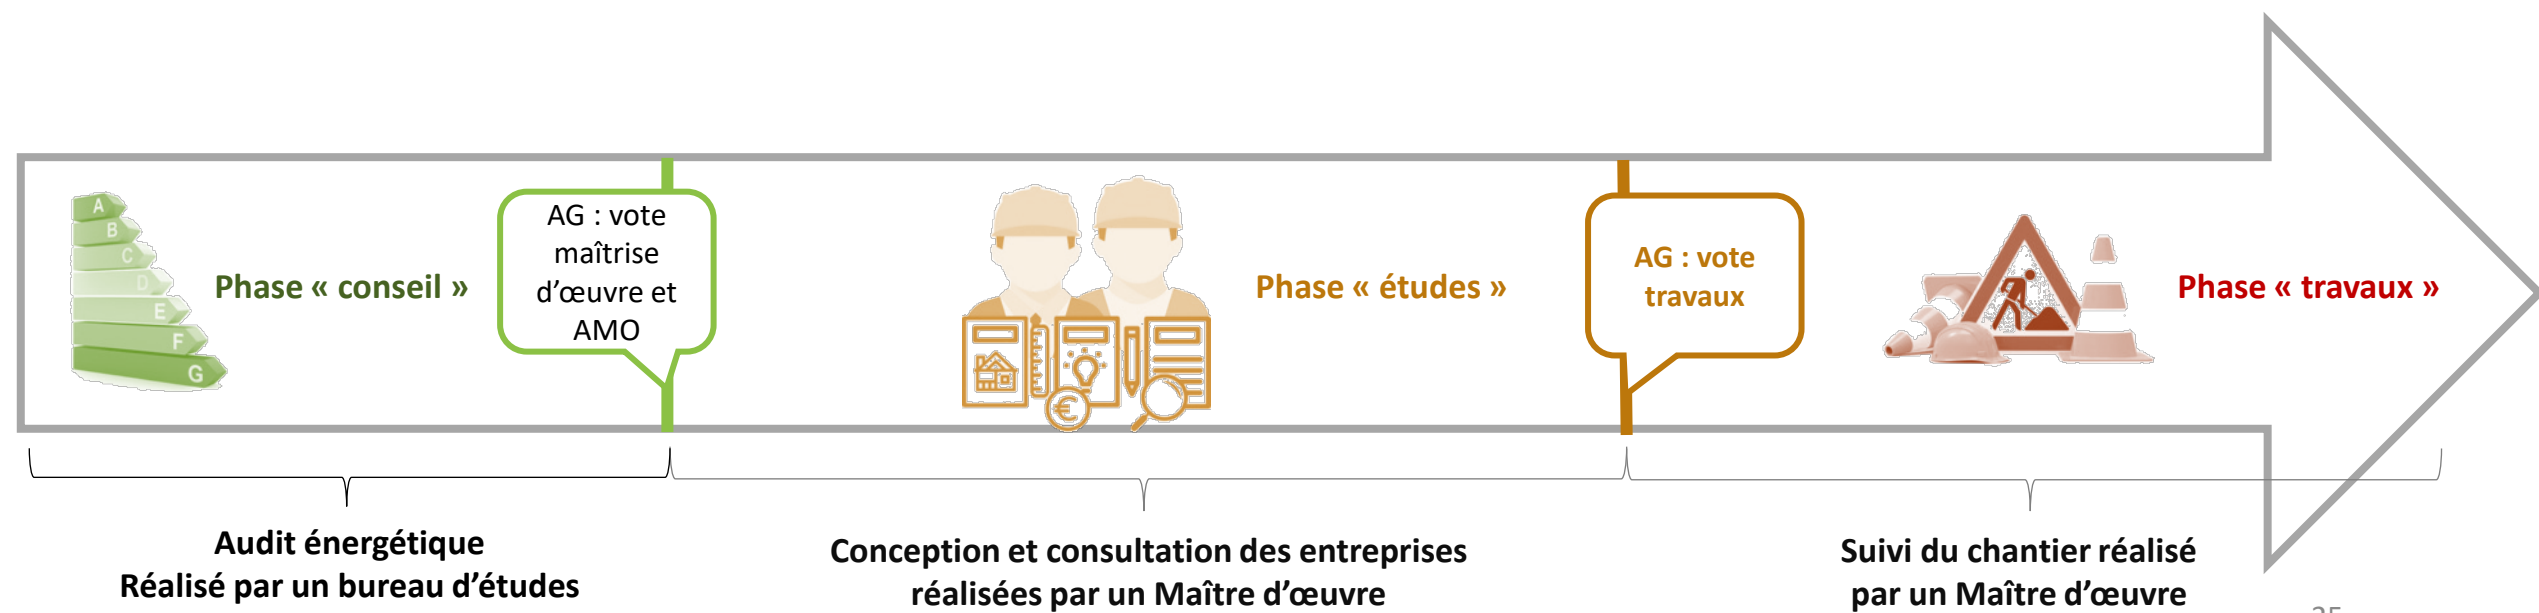 A
B
C
D
E
F
G
Phase « conseil »
AG : vote
maîtrise
d’œuvre et
AMO
€
Phase « études »
AG : vote
travaux
Phase « travaux »
Audit énergétique
Réalisé par un bureau d’études
Conception et consultation des entreprises
réalisées par un Maître d’œuvre
Suivi du chantier réalisé
par un Maître d’œuvre